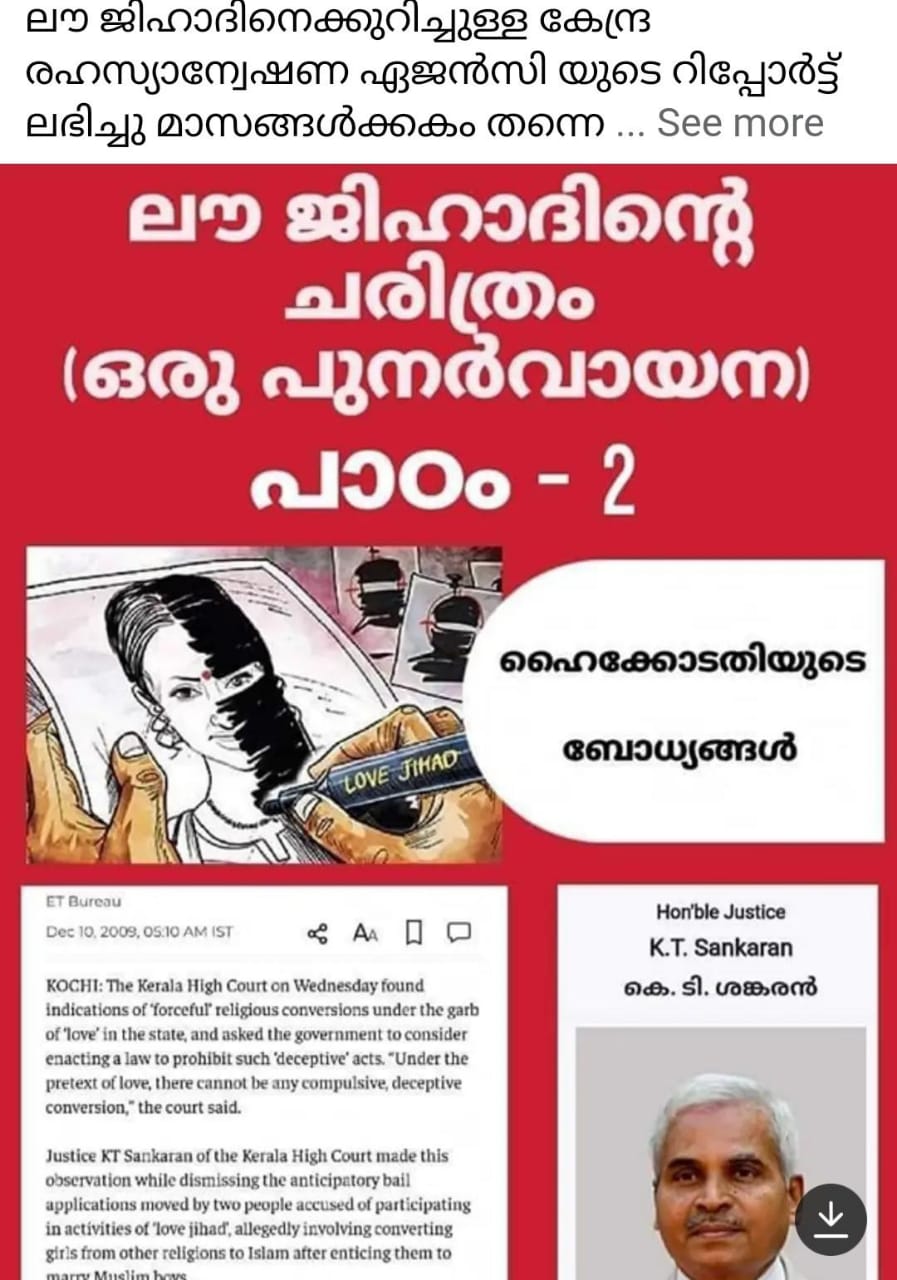 ലൗ ജിഹാദിനെക്കുറിച്ചുള്ള കേന്ദ്ര
രഹസ്യാന്വേഷണ ഏജൻസി യുടെ റിപ്പോർട്ട്
ലഭിച്ചു മാസങ്ങൾക്കകം തന്നെ ... See more
ലൗ ജിഹാദിന്റെ
ചരിത്രം
(ഒരു പുനർവായന)
പാഠം - 2
LOVE JIHAD
ഹൈക്കോടതിയുടെ
ബോധ്യങ്ങൾ
ET Bureau
Dec 10, 2009, 05:10 AM IST
AA
KOCHI: The Kerala High Court on Wednesday found
indications of 'forceful' religious conversions under the garb
of 'love' in the state, and asked the government to consider
enacting a law to prohibit such 'deceptive' acts. "Under the
pretext of love, there cannot be any compulsive, deceptive
conversion," the court said.
Justice KT Sankaran of the Kerala High Court made this
observation while dismissing the anticipatory bail
applications moved by two people accused of participating
in activities of 'love jihad', allegedly involving converting
girls from other religions to Islam after enticing them to
marry Muslim boys
Hon'ble Justice
K.T. Sankaran
കെ. ടി. ശങ്കരൻ